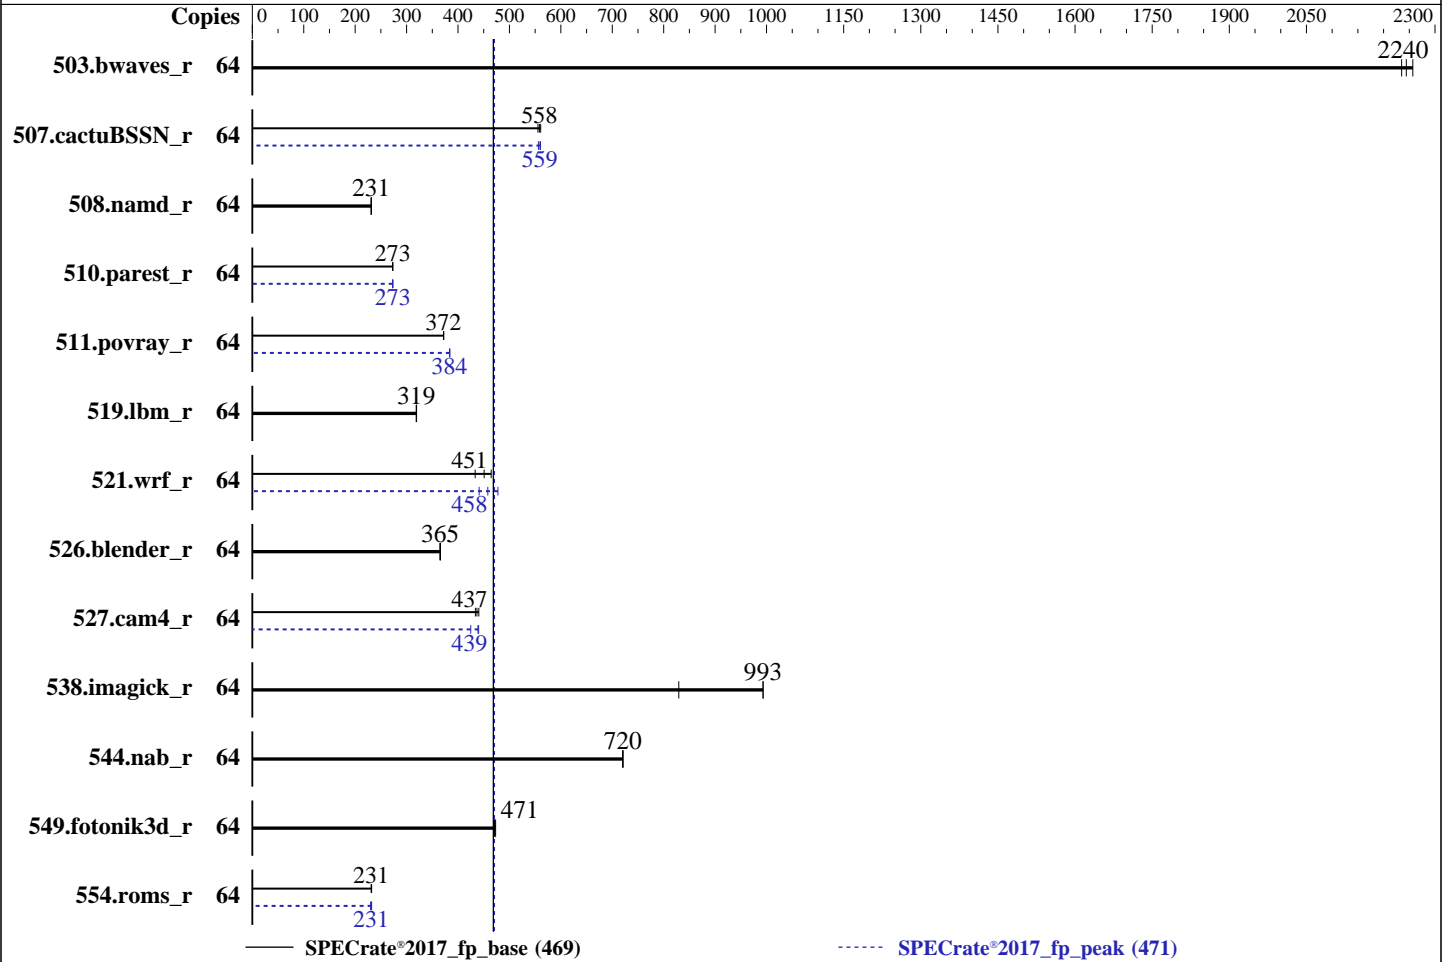 Copies 0 100 200 300 400 500 600 700 800 900 1000 1150 1300 1450 1600 1750 1900 2050 2300
503.bwaves_r 64 2240
507.cactuBSSN_r 64 558
559
508.namd_r 64 231
510.parest_r 64 273
273
511.povray_r 64 372
384
519.lbm_r 64 319
521.wrf_r 64 451
458
526.blender_r 64 365
527.cam4_r 64 437
439
538.imagick_r 64 993
544.nab_r 64 720
549.fotonik3d_r 64 471
554.roms_r 64 231
231
SPECrate®2017_fp_base (469) SPECrate®2017_fp_peak (471)